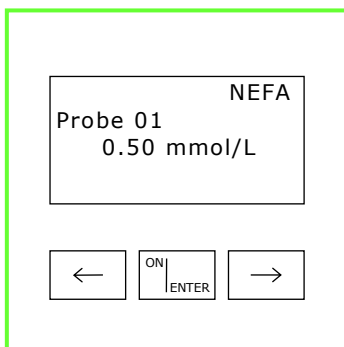 NEFA
Probe 01
0.50 mmol/L
← ON ENTER →